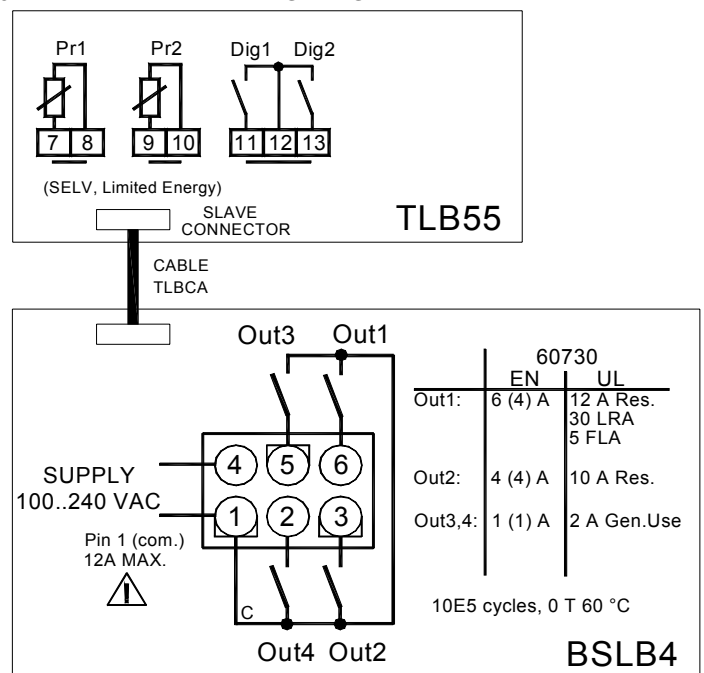 Pr1 Pr2 Dig1 Dig2
7 8 9 10 11 12 13
(SELV, Limited Energy)
SLAVE
CONNECTOR
TLB55
CABLE
TLBCA
Out3 Out1
60730
EN UL
Out1: 6 (4) A 12 A Res.
30 LRA
5 FLA
4 5 6
SUPPLY
100..240 VAC
Out2: 4 (4) A 10 A Res.
1 2 3
Out3,4: 1 (1) A 2 A Gen.Use
Pin 1 (com.)
12A MAX.
!
C
10E5 cycles, 0 T 60 °C
Out4 Out2
BSLB4